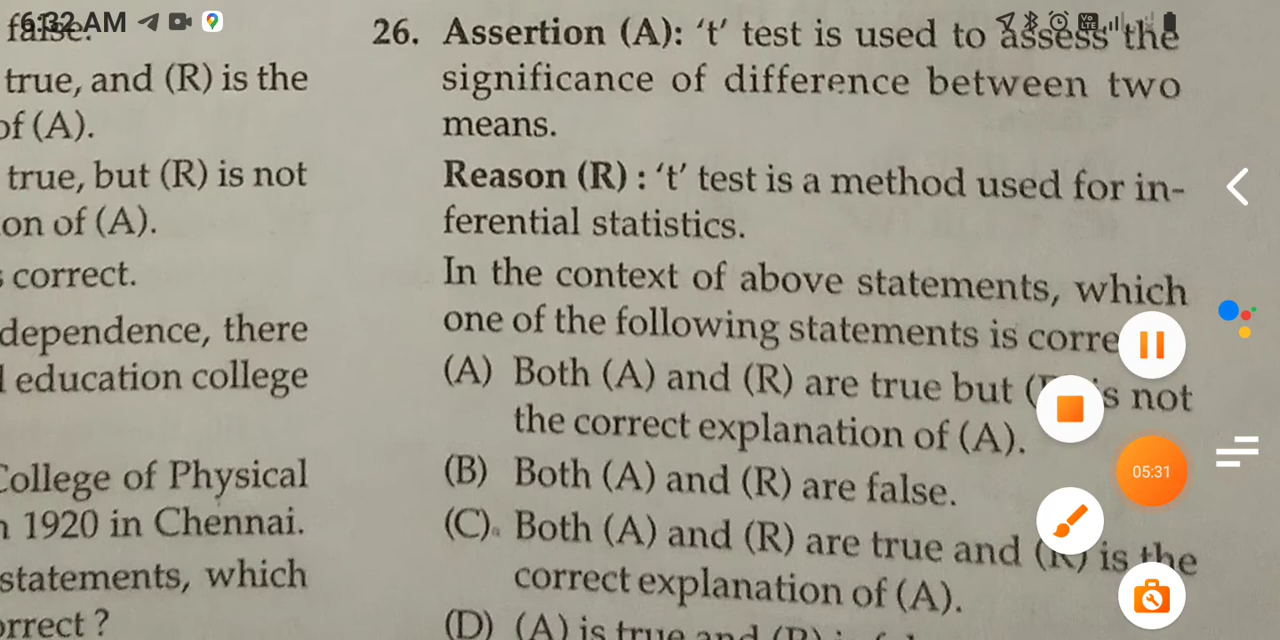 6:32 AM
false.
true, and (R) is the
of (A).
true, but (R) is not
on of (A).
correct.
dependence, there
education college
College of Physical
1920 in Chennai.
statements, which
orrect ?
26. Assertion (A): ‘t’ test is used to assess the
significance of difference between two
means.
Reason (R) : ‘t’ test is a method used for in-
ferential statistics.
In the context of above statements, which
one of the following statements is corre
(A) Both (A) and (R) are true but ( is not
the correct explanation of (A).
(B) Both (A) and (R) are false.
(C) Both (A) and (R) are true and (R) is the
correct explanation of (A).
(D) (A) is true and (R)
05:31